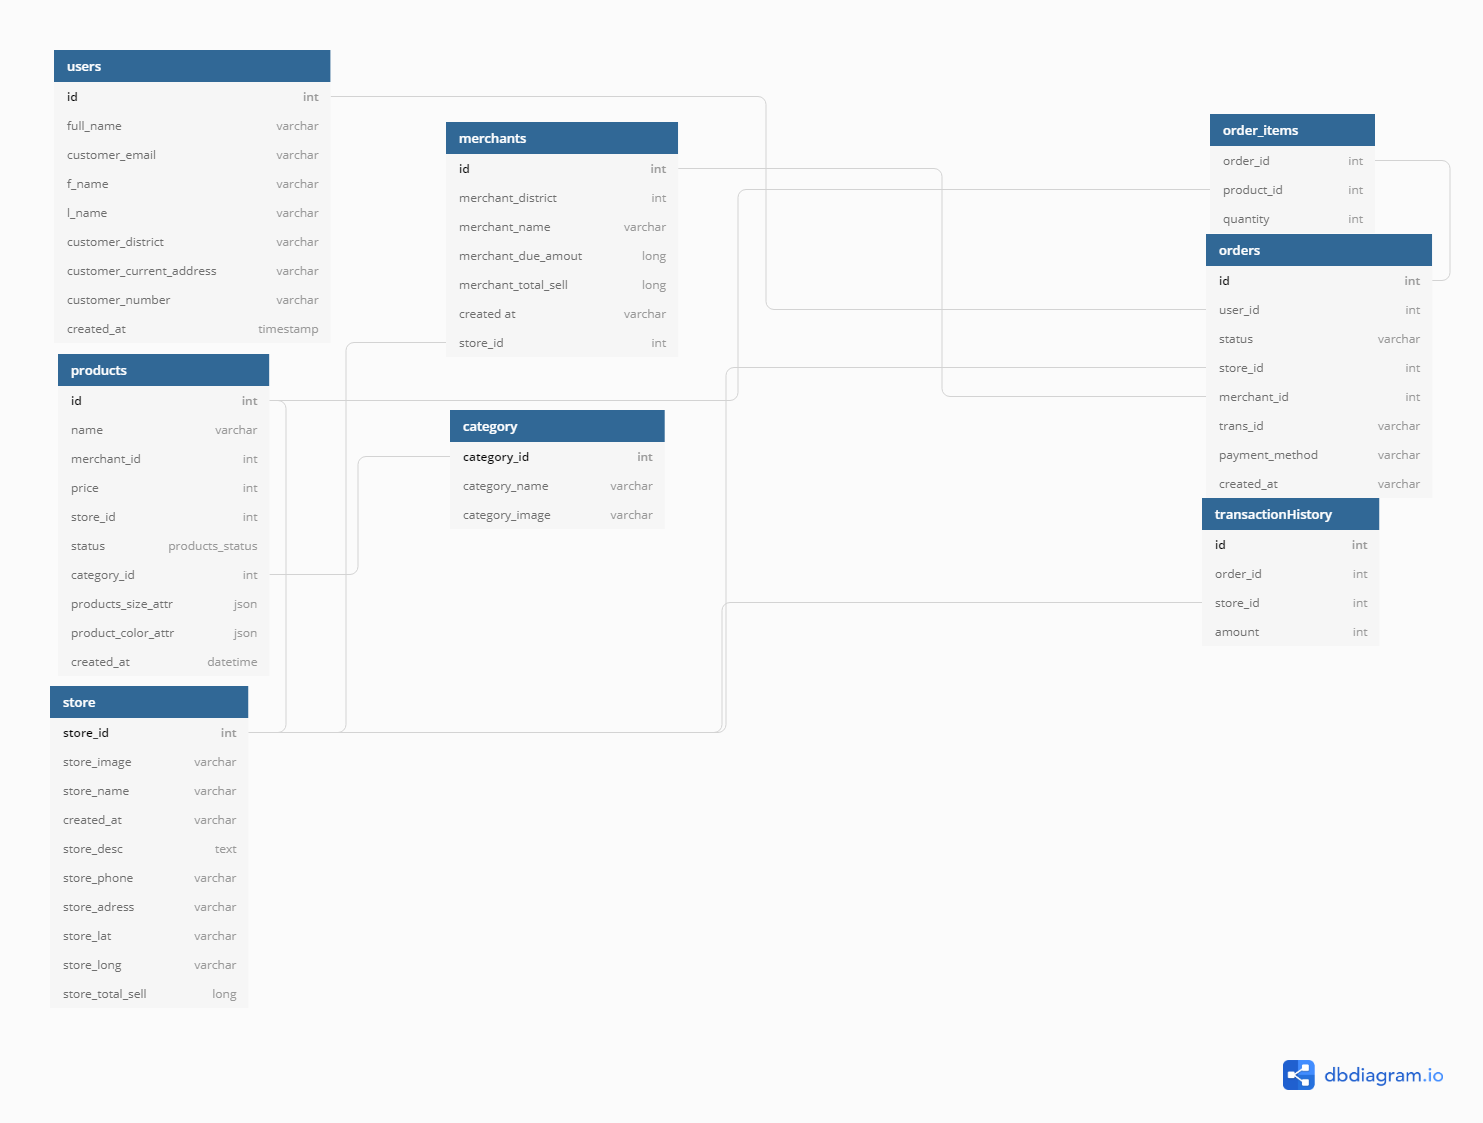 users
id int
full_name varchar
customer_email varchar
f_name varchar
l_name varchar
customer_district varchar
customer_current_address varchar
customer_number varchar
created_at timestamp
products
id int
name varchar
merchant_id int
price int
store_id int
status products_status
category_id int
products_size_attr json
product_color_attr json
created_at datetime
store
store_id int
store_image varchar
store_name varchar
created_at varchar
store_desc text
store_phone varchar
store_adress varchar
store_lat varchar
store_long varchar
store_total_sell long
merchants
id int
merchant_district int
merchant_name varchar
merchant_due_amout long
merchant_total_sell long
created at varchar
store_id int
category
category_id int
category_name varchar
category_image varchar
order_items
order_id int
product_id int
quantity int
orders
id int
user_id int
status varchar
store_id int
merchant_id int
trans_id varchar
payment_method varchar
created_at varchar
transactionHistory
id int
order_id int
store_id int
amount int
dbdiagram.io